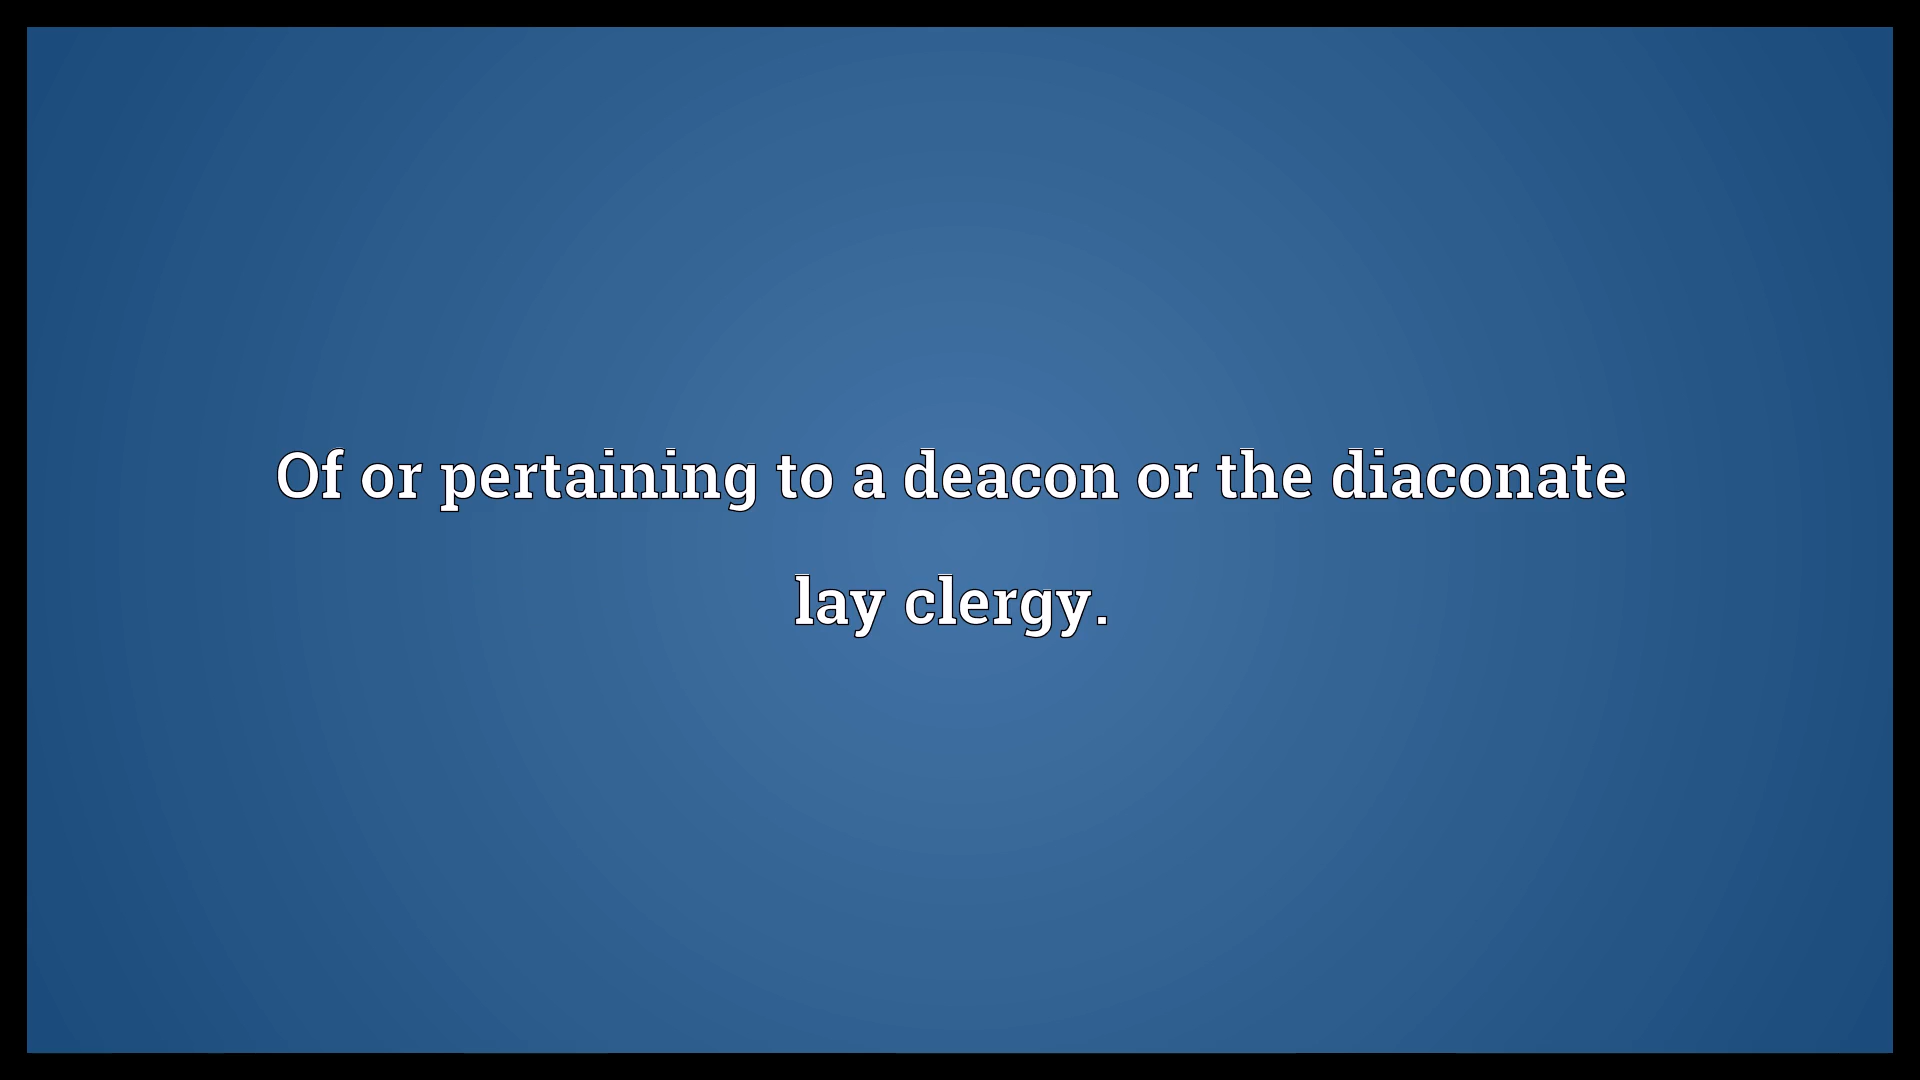 Of or pertaining to a deacon or the diaconate
lay clergy.